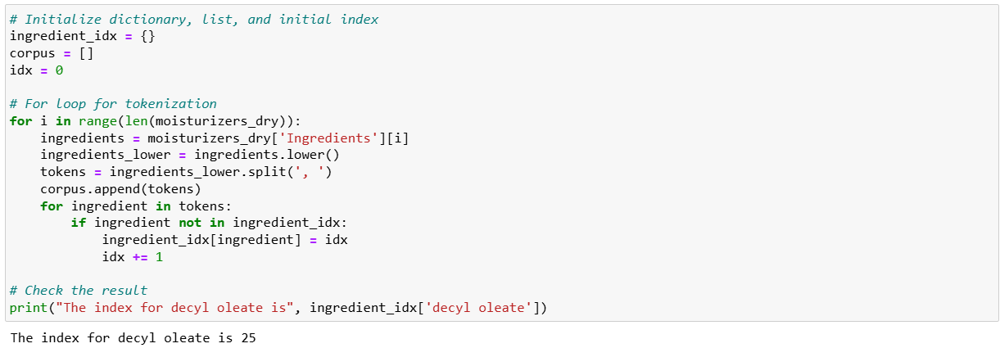 # Initialize dictionary, list, and initial index
ingredient_idx = {}
corpus = []
idx = 0

# For loop for tokenization
for i in range(len(moisturizers_dry)):
    ingredients = moisturizers_dry['Ingredients'][i]
    ingredients_lower = ingredients.lower()
    tokens = ingredients_lower.split(', ')
    corpus.append(tokens)
    for ingredient in tokens:
        if ingredient not in ingredient_idx:
            ingredient_idx[ingredient] = idx
            idx += 1

# Check the result
print("The index for decyl oleate is", ingredient_idx['decyl oleate'])
The index for decyl oleate is 25